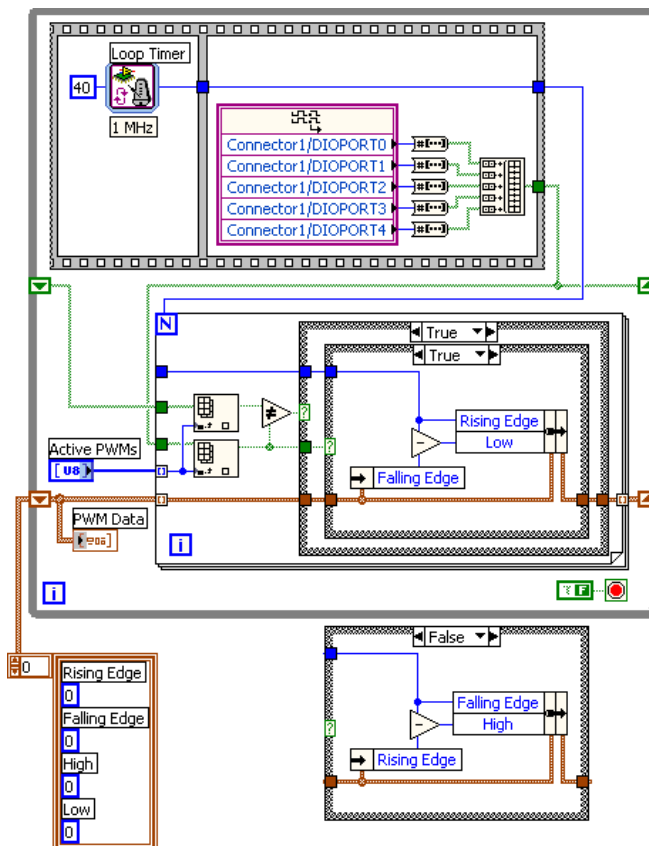 Loop Timer
40
1 MHz
Connector1/DIOPORT0
Connector1/DIOPORT1
Connector1/DIOPORT2
Connector1/DIOPORT3
Connector1/DIOPORT4
#[···]
#[···]
#[···]
#[···]
#[···]
N
True
True
?
?
Active PWMs
[U8]
Rising Edge
Low
Falling Edge
PWM Data
i
i
F
0
Rising Edge
0
Falling Edge
0
High
0
Low
0
False
?
Falling Edge
High
Rising Edge